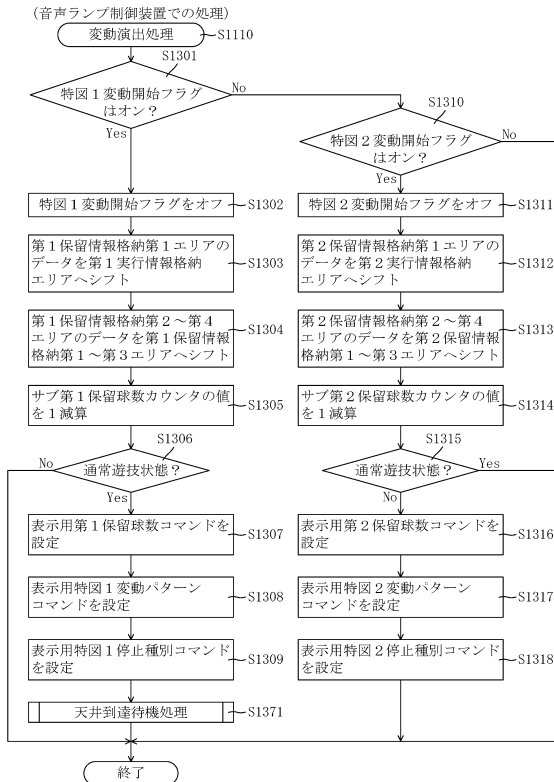 (音声ランプ制御装置での処理)
変動演出処理
S1110
S1301
特図1変動開始フラグ
はオン?
No
Yes
S1310
特図2変動開始フラグ
はオン?
No
Yes
特図1変動開始フラグをオフ
S1302
特図2変動開始フラグをオフ
S1311
第1保留情報格納第1エリアの
データを第1実行情報格納
エリアへシフト
S1303
第2保留情報格納第1エリアの
データを第2実行情報格納
エリアへシフト
S1312
第1保留情報格納第2~第4
エリアのデータを第1保留情報
格納第1~第3エリアへシフト
S1304
第2保留情報格納第2~第4
エリアのデータを第2保留情報
格納第1~第3エリアへシフト
S1313
サブ第1保留球数カウンタの値
を1減算
S1305
サブ第2保留球数カウンタの値
を1減算
S1314
S1306
No
通常遊技状態?
Yes
S1315
通常遊技状態?
Yes
No
表示用第1保留球数コマンドを
設定
S1307
表示用第2保留球数コマンドを
設定
S1316
表示用特図1変動パターン
コマンドを設定
S1308
表示用特図2変動パターン
コマンドを設定
S1317
表示用特図1停止種別コマンド
を設定
S1309
表示用特図2停止種別コマンド
を設定
S1318
天井到達待機処理
S1371
終了